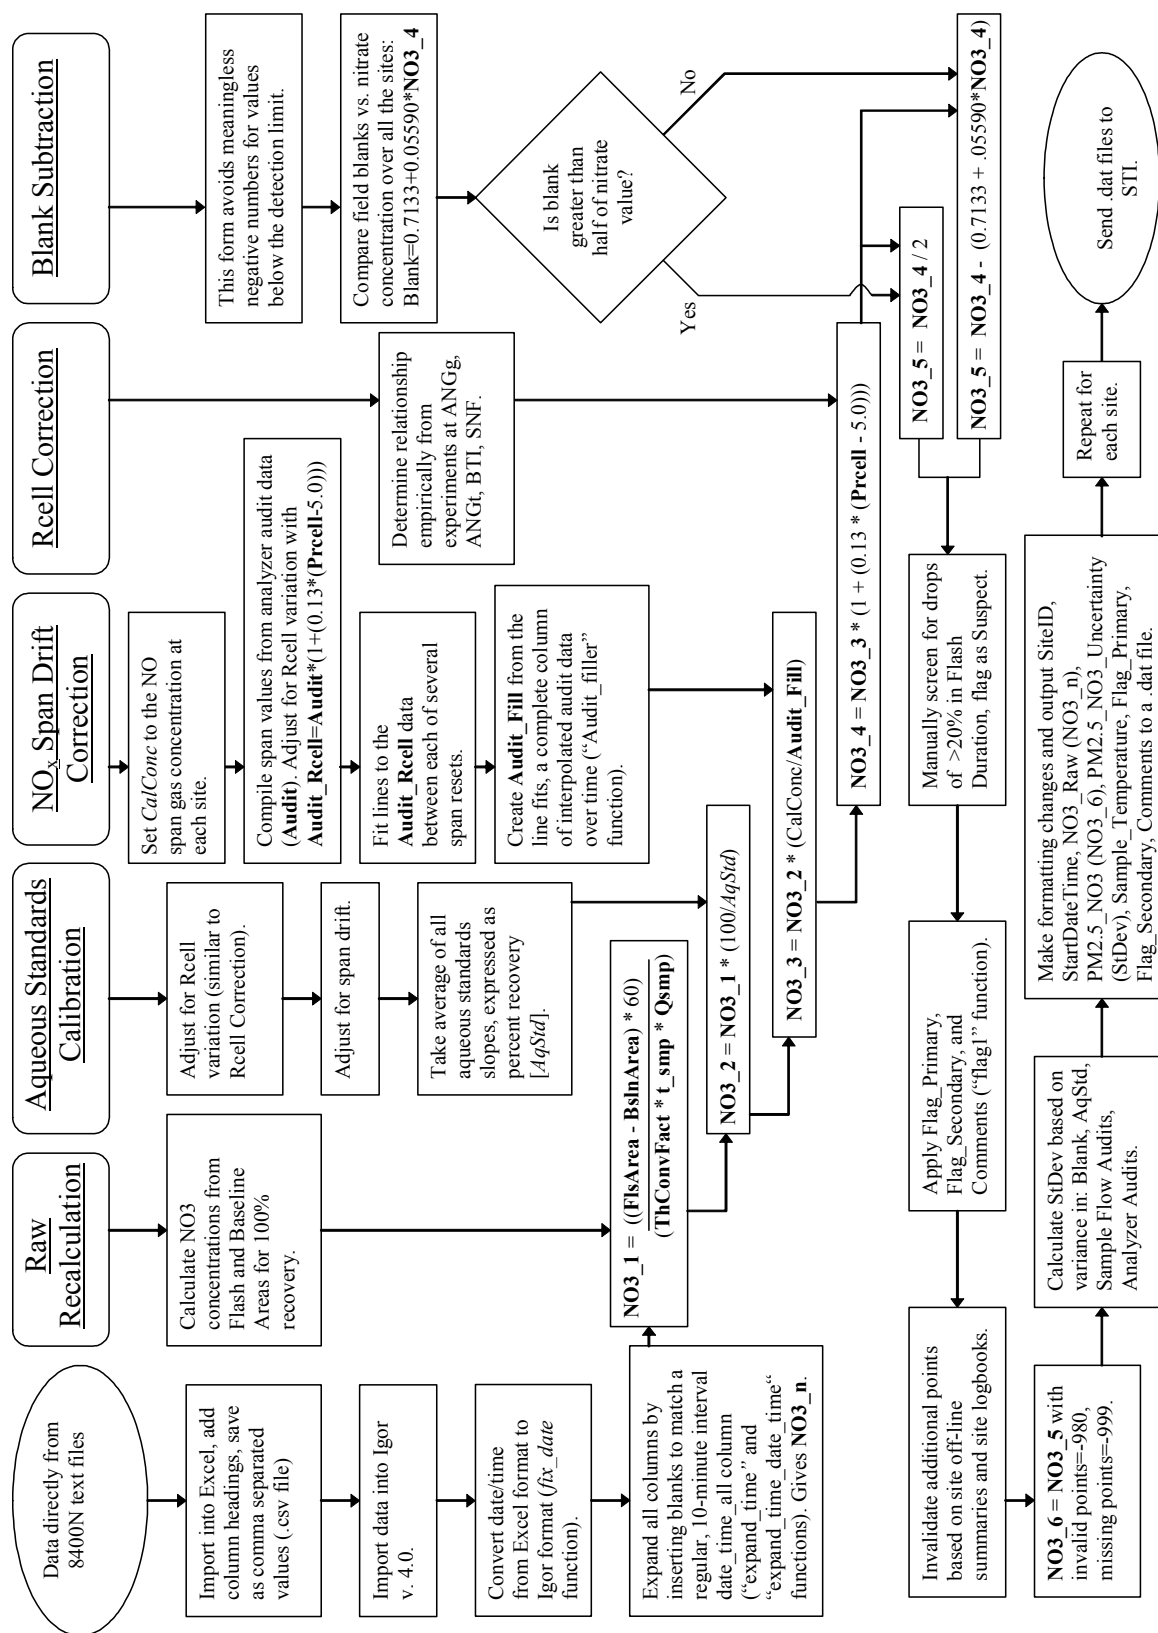 Data directly from
8400N text files
Import into Excel, add
column headings, save
as comma separated
values (.csv file)
Import data into Igor
v. 4.0.
Convert date/time
from Excel format to
Igor format (fix_date
function).
Expand all columns by
inserting blanks to match a
regular, 10-minute interval
date_time_all column
(“expand_time” and
“expand_time_date_time“
functions). Gives NO3_n.
Raw
Recalculation
Calculate NO3
concentrations from
Flash and Baseline
Areas for 100%
recovery.
NO3_1 = ((FlsArea - BslnArea) * 60)
(ThConvFact * t_smp * Qsmp)
Aqueous Standards
Calibration
Adjust for Rcell
variation (similar to
Rcell Correction).
Adjust for span drift.
Take average of all
aqueous standards
slopes, expressed as
percent recovery
[AqStd].
NO3_2 = NO3_1 * (100/AqStd)
NOx Span Drift
Correction
Set CalConc to the NO
span gas concentration at
each site.
Compile span values from analyzer audit data
(Audit). Adjust for Rcell variation with
Audit_Rcell=Audit*(1+(0.13*(Prcell-5.0)))
Fit lines to the
Audit_Rcell data
between each of several
span resets.
Create Audit_Fill from the
line fits, a complete column
of interpolated audit data
over time (“Audit_filler”
function).
NO3_3 = NO3_2 * (CalConc/Audit_Fill)
Rcell Correction
Determine relationship
empirically from
experiments at ANGg,
ANGt, BTI, SNF.
NO3_4 = NO3_3 * (1 + (0.13 * (Prcell - 5.0)))
Blank Subtraction
This form avoids meaningless
negative numbers for values
below the detection limit.
Compare field blanks vs. nitrate
concentration over all the sites:
Blank=0.7133+0.05590*NO3_4
Is blank
greater than
half of nitrate
value?
Yes
No
NO3_5 = NO3_4 / 2
NO3_5 = NO3_4 - (0.7133 + .05590*NO3_4)
Manually screen for drops
of >20% in Flash
Duration, flag as Suspect.
Apply Flag_Primary,
Flag_Secondary, and
Comments (“flag1” function).
Invalidate additional points
based on site off-line
summaries and site logbooks.
NO3_6 = NO3_5 with
invalid points=-980,
missing points=-999.
Calculate StDev based on
variance in: Blank, AqStd,
Sample Flow Audits,
Analyzer Audits.
Make formatting changes and output SiteID,
StartDateTime, NO3_Raw (NO3_n),
PM2.5_NO3 (NO3_6), PM2.5_NO3_Uncertainty
(StDev), Sample_Temperature, Flag_Primary,
Flag_Secondary, Comments to a .dat file.
Repeat for
each site.
Send .dat files to
STI.